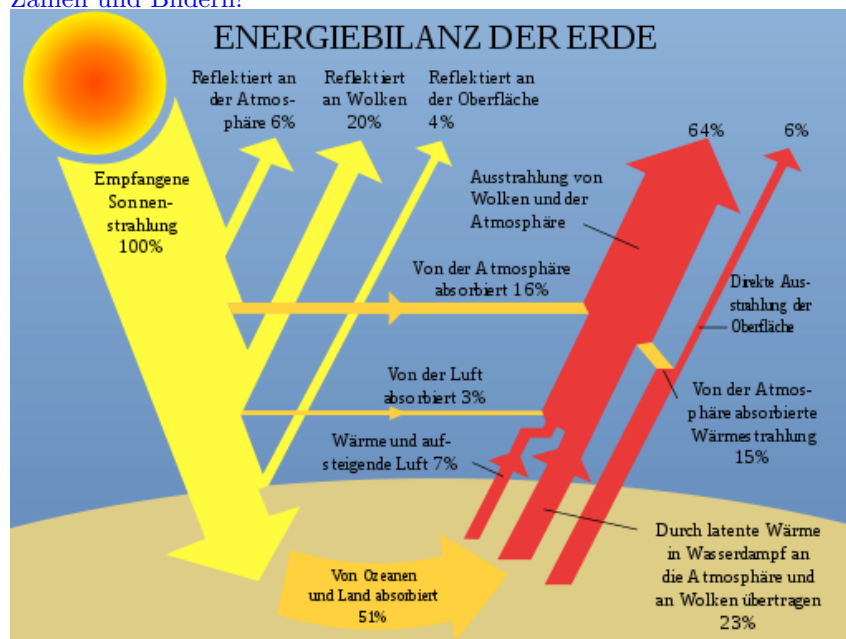 Zahlen und Bildern!
ENERGIEBILANZ DER ERDE
Reflektiert an
der Atmos-
phäre 6%
Reflektiert
an Wolken
20%
Reflektiert an
der Oberfläche
4%
64%
6%
Empfangene
Sonnen-
strahlung
100%
Ausstrahlung von
Wolken und der
Atmosphäre
Von der Atmosphäre
absorbiert 16%
Direkte Aus-
strahlung der
Oberfläche
Von der Luft
absorbiert 3%
Von der Atmos-
phäre absorbierte
Wärmestrahlung
15%
Wärme und auf-
steigende Luft 7%
Durch latente Wärme
in Wasserdampf an
die Atmosphäre und
an Wolken übertragen
23%
Von Ozeanen
und Land absorbiert
51%